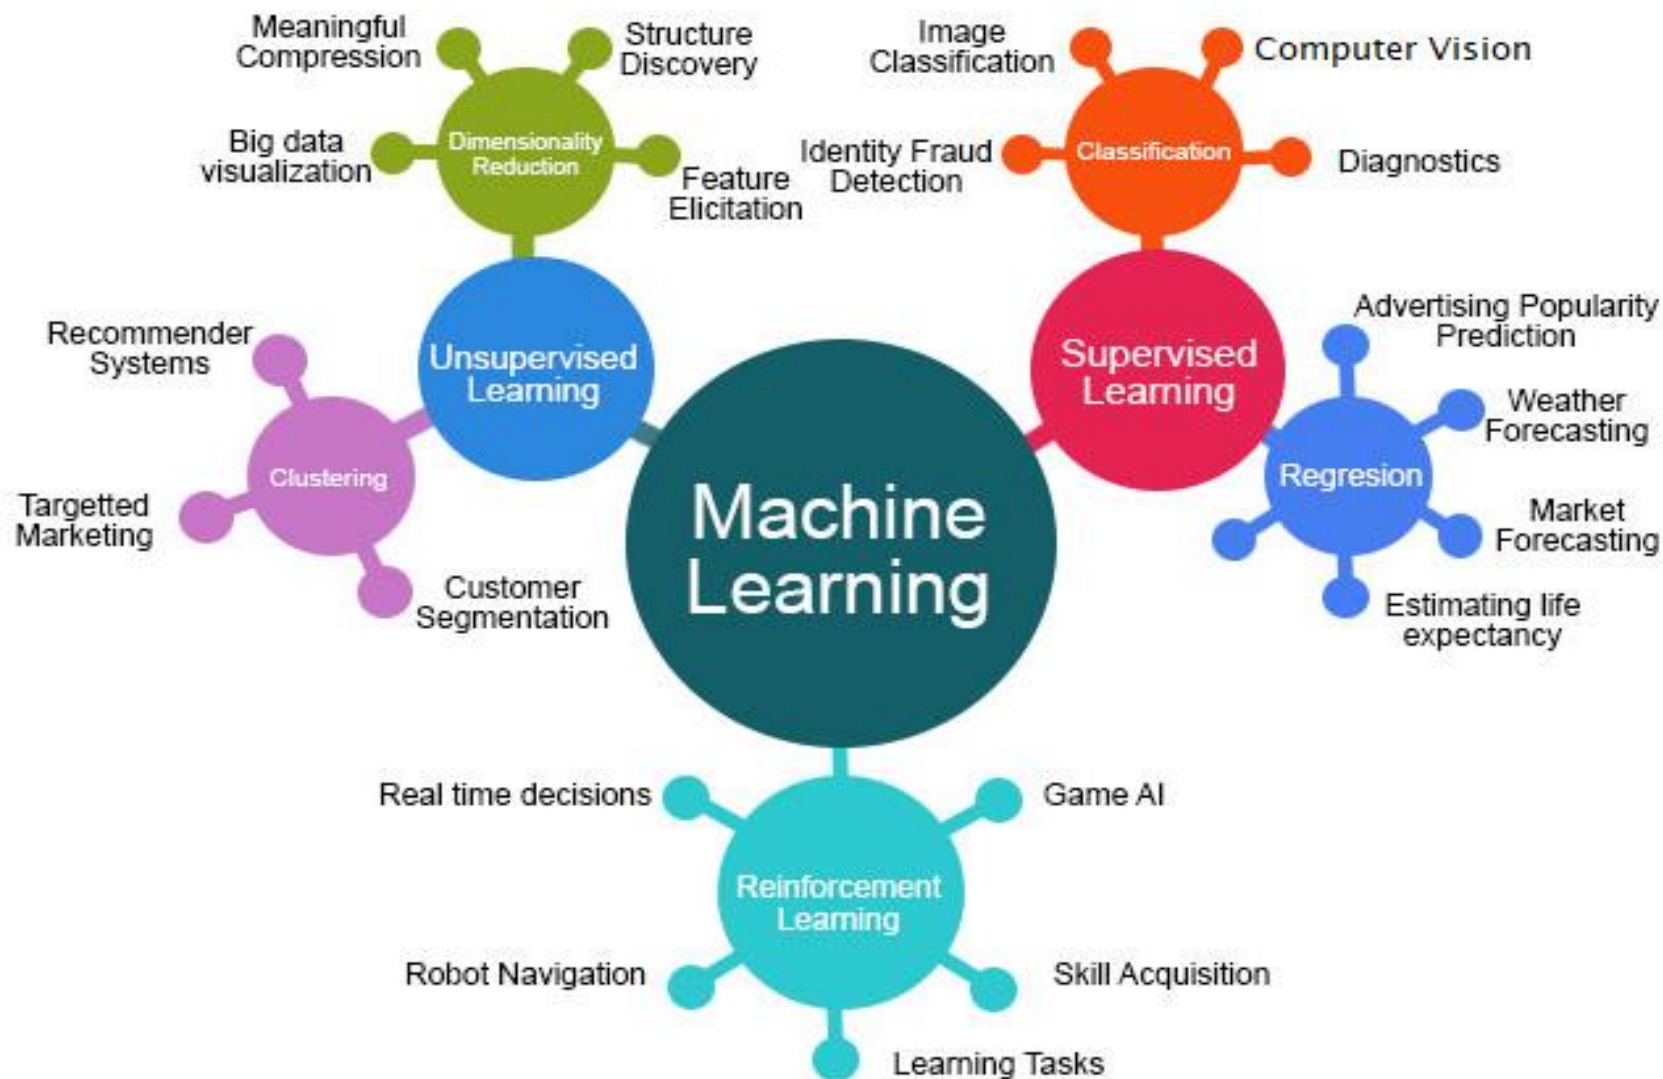 Meaningful
Compression
Structure
Discovery
Big data
visualization
Dimensionality
Reduction
Feature
Elicitation
Image
Classification
Computer Vision
Identity Fraud
Detection
Classification
Diagnostics
Recommender
Systems
Unsupervised
Learning
Clustering
Targetted
Marketing
Customer
Segmentation
Supervised
Learning
Advertising Popularity
Prediction
Weather
Forecasting
Regresion
Market
Forecasting
Estimating life
expectancy
Machine
Learning
Real time decisions
Game AI
Reinforcement
Learning
Robot Navigation
Skill Acquisition
Learning Tasks